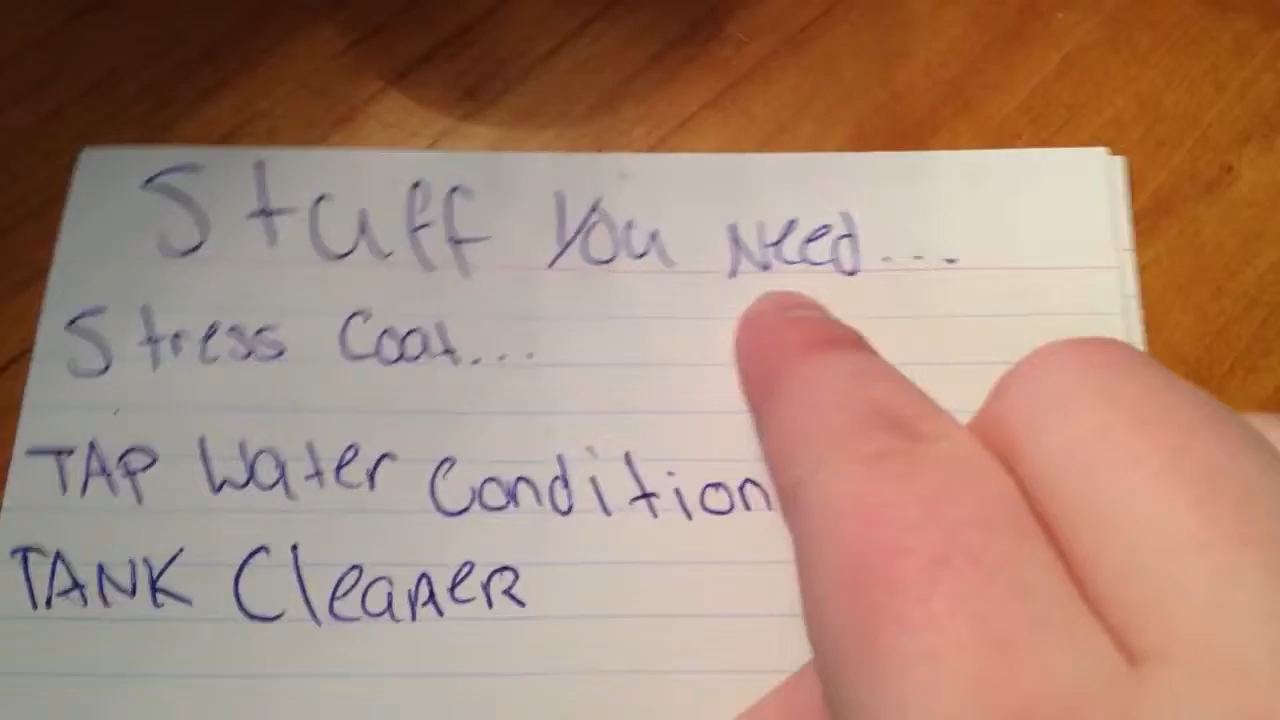 Stuff You Need...
Stress Coat...
TAP Water Condition
TANK Cleaner